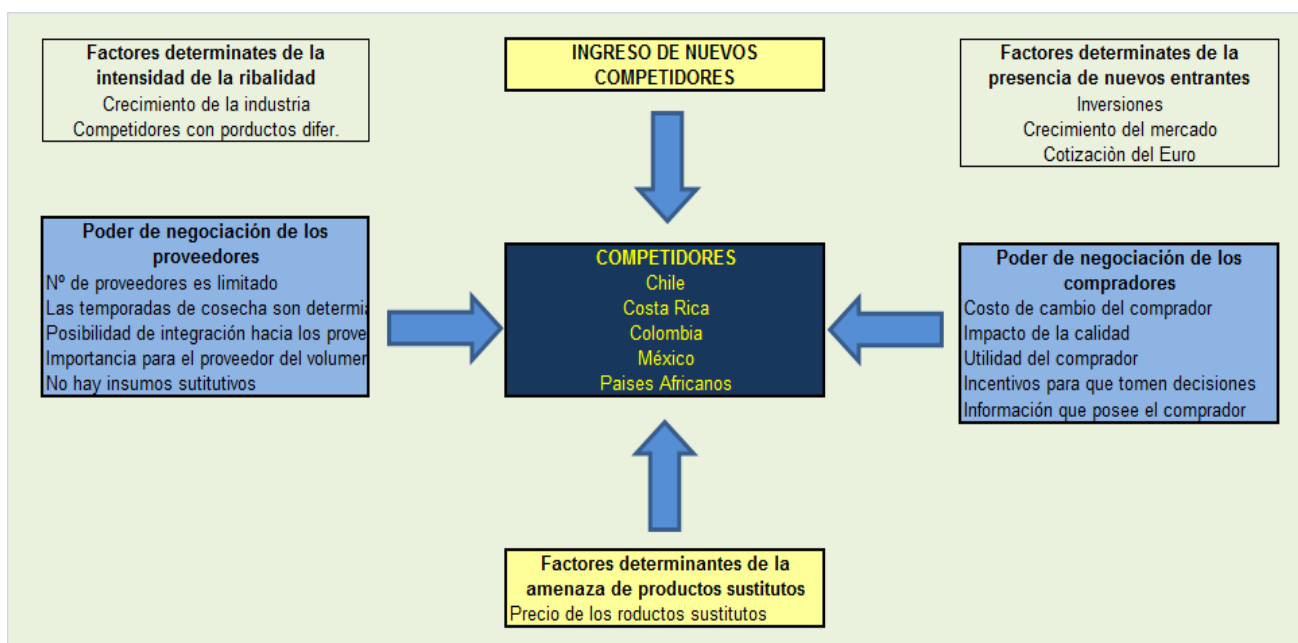 Factores determinates de la
intensidad de la ribalidad
Crecimiento de la industria
Competidores con porductos difer.
INGRESO DE NUEVOS
COMPETIDORES
Factores determinates de la
presencia de nuevos entrantes
Inversiones
Crecimiento del mercado
Cotizaciòn del Euro
Poder de negociación de los
proveedores
Nº de proveedores es limitado
Las temporadas de cosecha son determi
Posibilidad de integración hacia los prove
Importancia para el proveedor del volumen
No hay insumos sutitutivos
COMPETIDORES
Chile
Costa Rica
Colombia
México
Paises Africanos
Poder de negociación de los
compradores
Costo de cambio del comprador
Impacto de la calidad
Utilidad del comprador
Incentivos para que tomen decisiones
Información que posee el comprador
Factores determinantes de la
amenaza de productos sustitutos
Precio de los roductos sustitutos